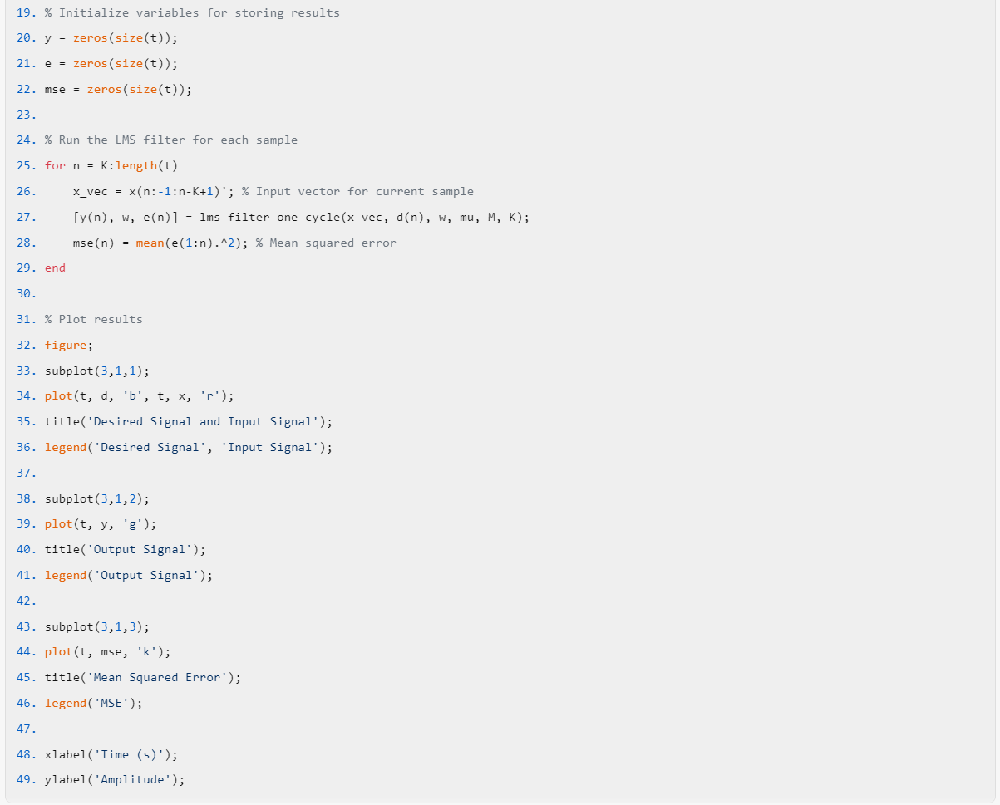 19. % Initialize variables for storing results
20. y = zeros(size(t));
21. e = zeros(size(t));
22. mse = zeros(size(t));
23.
24. % Run the LMS filter for each sample
25. for n = K:length(t)
26.     x_vec = x(n:-1:n-K+1)'; % Input vector for current sample
27.     [y(n), w, e(n)] = lms_filter_one_cycle(x_vec, d(n), w, mu, M, K);
28.     mse(n) = mean(e(1:n).^2); % Mean squared error
29. end
30.
31. % Plot results
32. figure;
33. subplot(3,1,1);
34. plot(t, d, 'b', t, x, 'r');
35. title('Desired Signal and Input Signal');
36. legend('Desired Signal', 'Input Signal');
37.
38. subplot(3,1,2);
39. plot(t, y, 'g');
40. title('Output Signal');
41. legend('Output Signal');
42.
43. subplot(3,1,3);
44. plot(t, mse, 'k');
45. title('Mean Squared Error');
46. legend('MSE');
47.
48. xlabel('Time (s)');
49. ylabel('Amplitude');